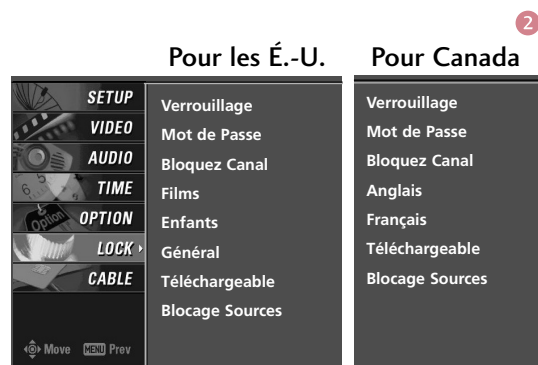 2
Pour les É.-U.
Pour Canada
SETUP
VIDEO
AUDIO
TIME
OPTION
LOCK
CABLE
Move MENU Prev
Verrouillage
Mot de Passe
Bloquez Canal
Films
Enfants
Général
Téléchargeable
Blocage Sources
Verrouillage
Mot de Passe
Bloquez Canal
Anglais
Français
Téléchargeable
Blocage Sources